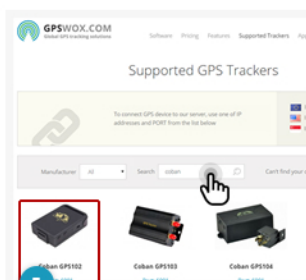 GPSWOX.COM
Global GPS tracking solutions
Software Pricing Features Supported Trackers
Supported GPS Trackers
To connect GPS device to our server, use one of IP
addresses and PORT from the list below
Manufacturer All Search coban Can't find your
Coban GPS102 Coban GPS103 Coban GPS104